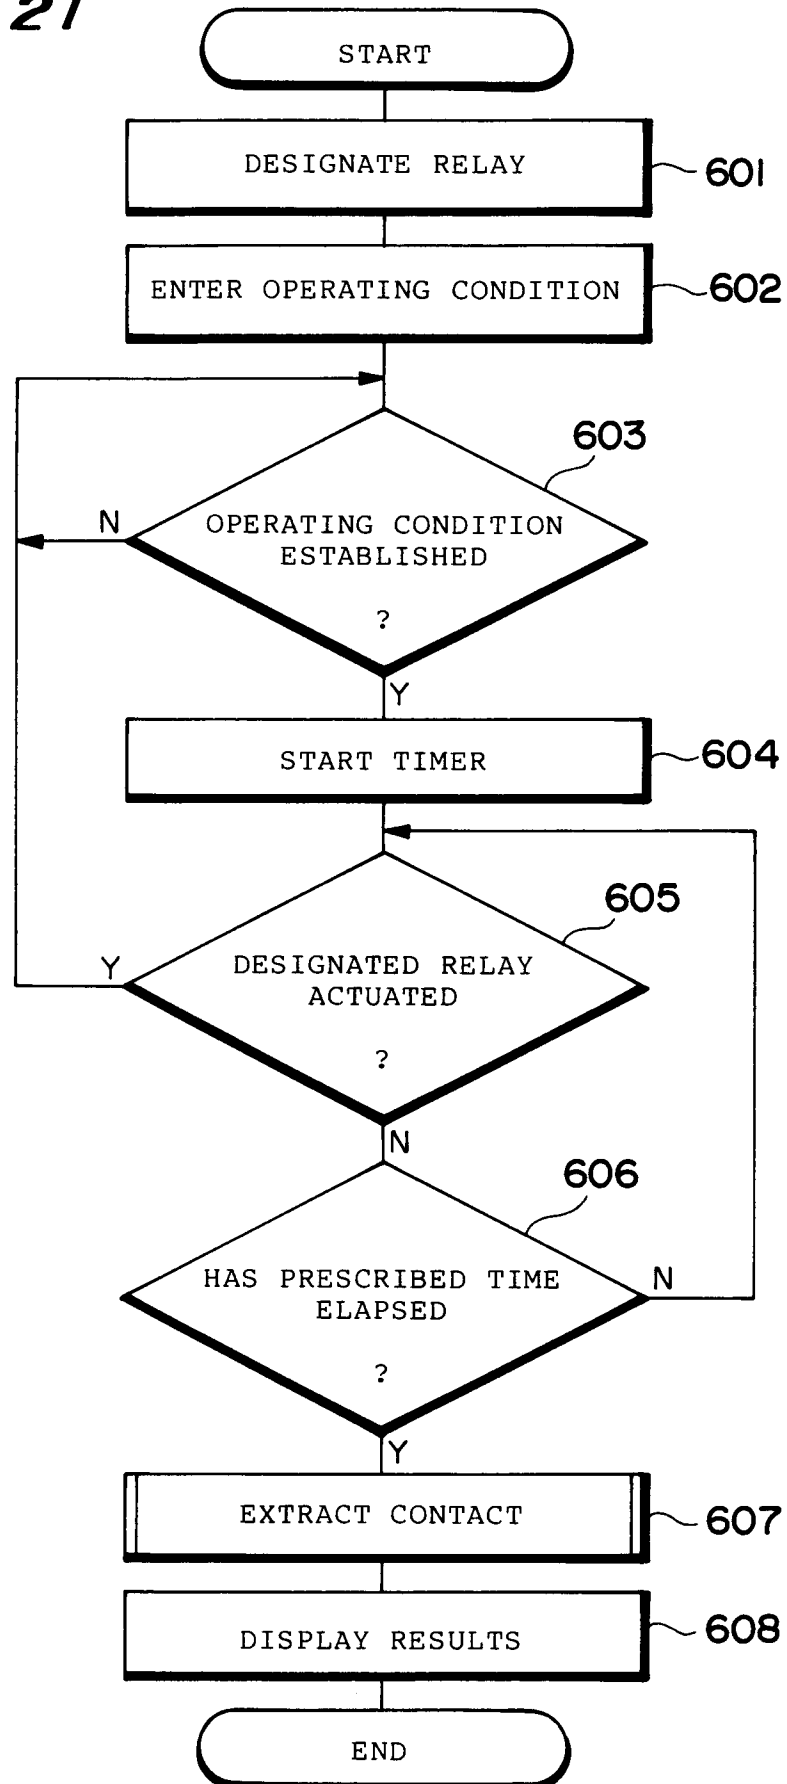 21
START
DESIGNATE RELAY
601
ENTER OPERATING CONDITION
602
603
N
OPERATING CONDITION
ESTABLISHED
?
Y
START TIMER
604
605
Y
DESIGNATED RELAY
ACTUATED
?
N
606
HAS PRESCRIBED TIME
ELAPSED
?
N
Y
EXTRACT CONTACT
607
DISPLAY RESULTS
608
END